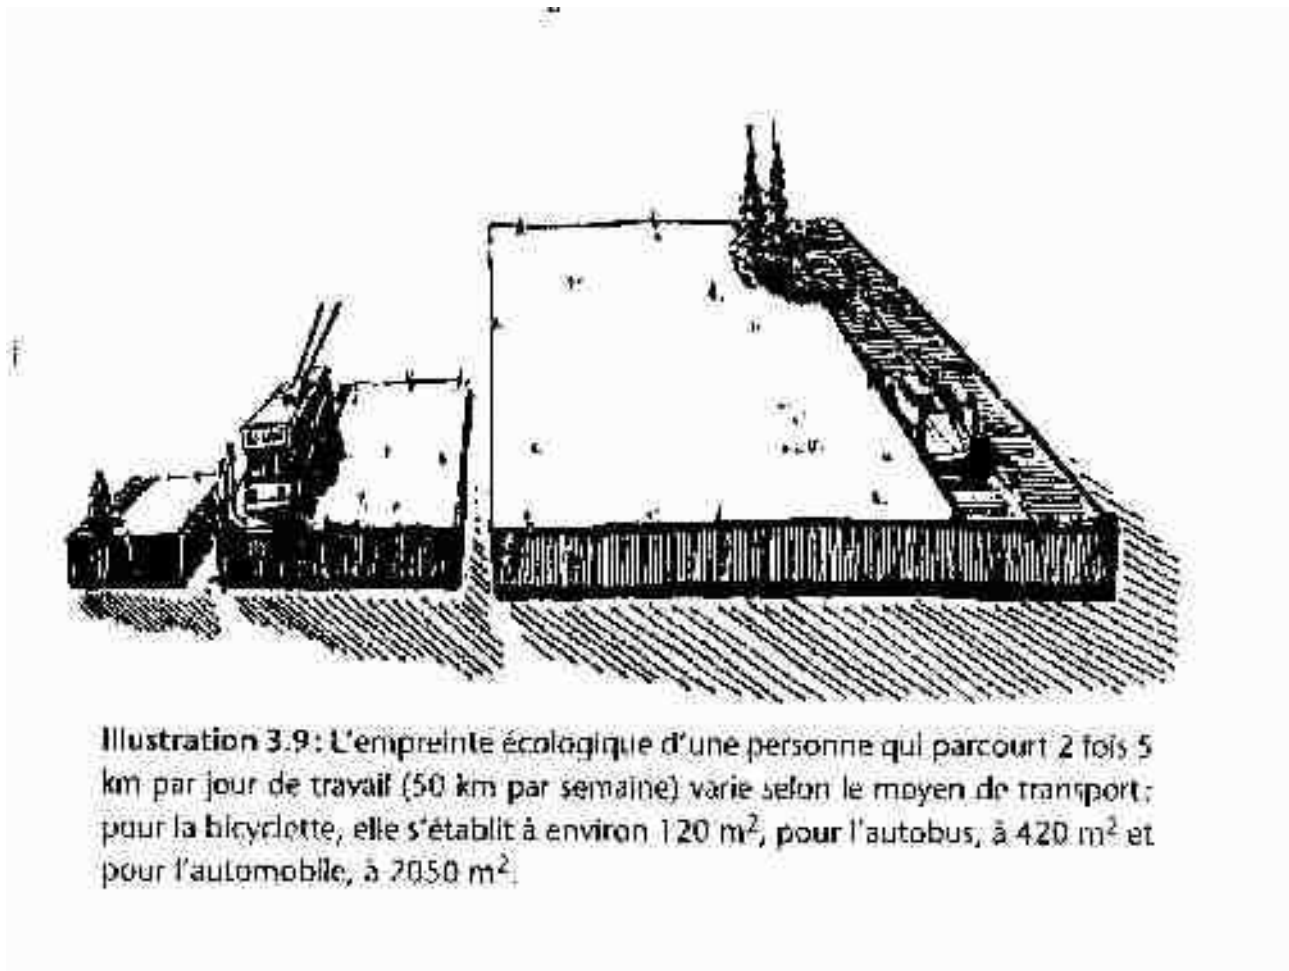 Illustration 3.9: L'empreinte écologique d'une personne qui parcourt 2 fois 5
km par jour de travail (50 km par semaine) varie selon le moyen de transport:
pour la bicyclette, elle s'établit à environ 120 m², pour l'autobus, à 420 m² et
pour l'automobile, à 2050 m².